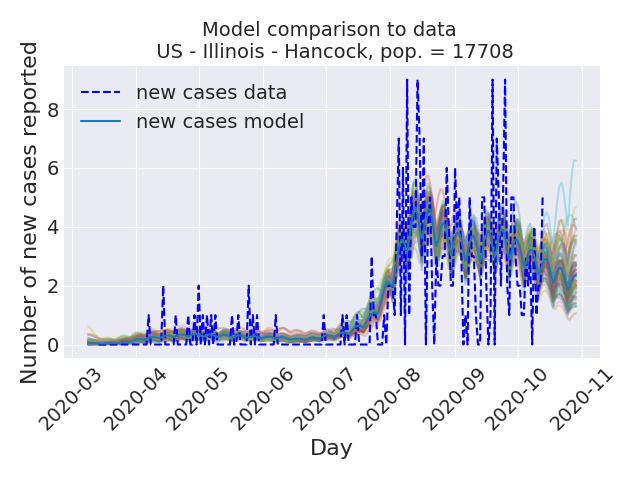 Model comparison to data
US - Illinois - Hancock, pop. = 17708
Number of new cases reported
8
6
4
2
0
new cases data
new cases model
2020-03
2020-04
2020-05
2020-06
2020-07
2020-08
2020-09
2020-10
2020-11
Day